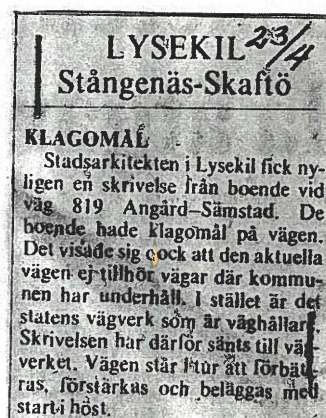 LYSEKIL 23/4
Stångenäs-Skaftö
KLAGOMÅL
Stadsarkitekten i Lysekil fick ny-
ligen en skrivelse från boende vid
väg 819 Angård–Sämstad. De
boende hade klagomål på vägen.
Det visade sig dock att den aktuella
vägen ej tillhör vägar där kommu-
nen har underhåll. I stället är det
statens vägverk som är väghållare.
Skrivelsen har därför sänts till väg-
verket. Vägen står i tur att förbätt-
ras, förstärkas och beläggas med
start i höst.